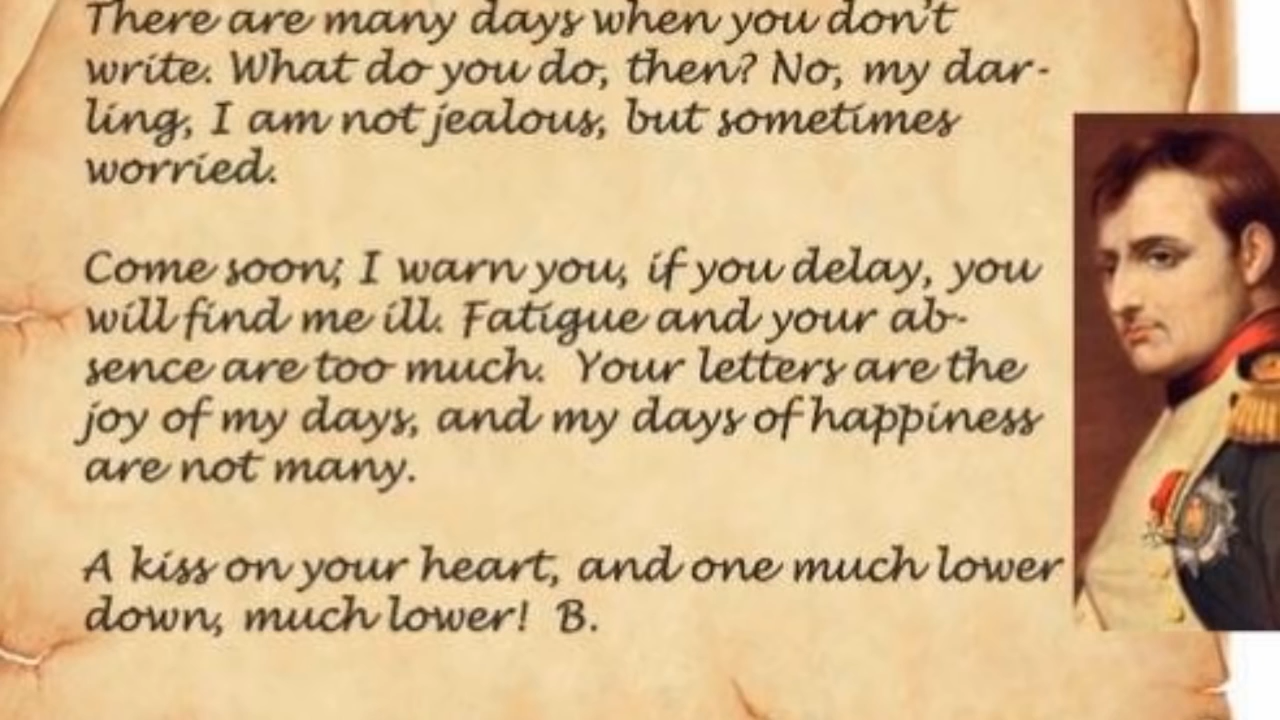 There are many days when you don't
write. What do you do, then? No, my dar-
ling, I am not jealous, but sometimes
worried.
Come soon; I warn you, if you delay, you
will find me ill. Fatigue and your ab-
sence are too much. Your letters are the
joy of my days, and my days of happiness
are not many.
A kiss on your heart, and one much lower
down, much lower! B.